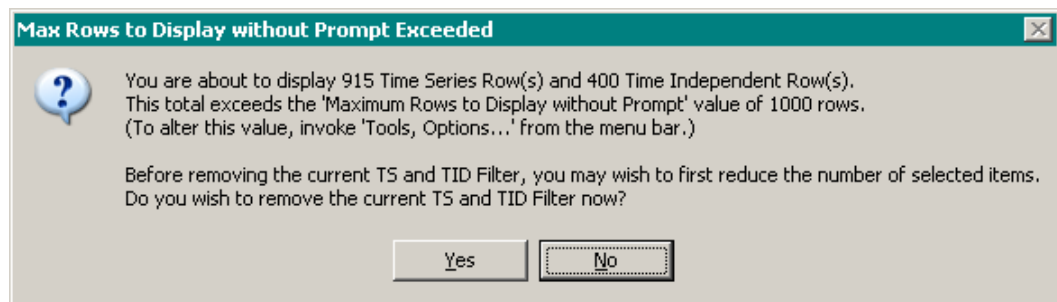 Max Rows to Display without Prompt Exceeded
You are about to display 915 Time Series Row(s) and 400 Time Independent Row(s).
This total exceeds the 'Maximum Rows to Display without Prompt' value of 1000 rows.
(To alter this value, invoke 'Tools, Options...' from the menu bar.)
Before removing the current TS and TID Filter, you may wish to first reduce the number of selected items.
Do you wish to remove the current TS and TID Filter now?
Yes No